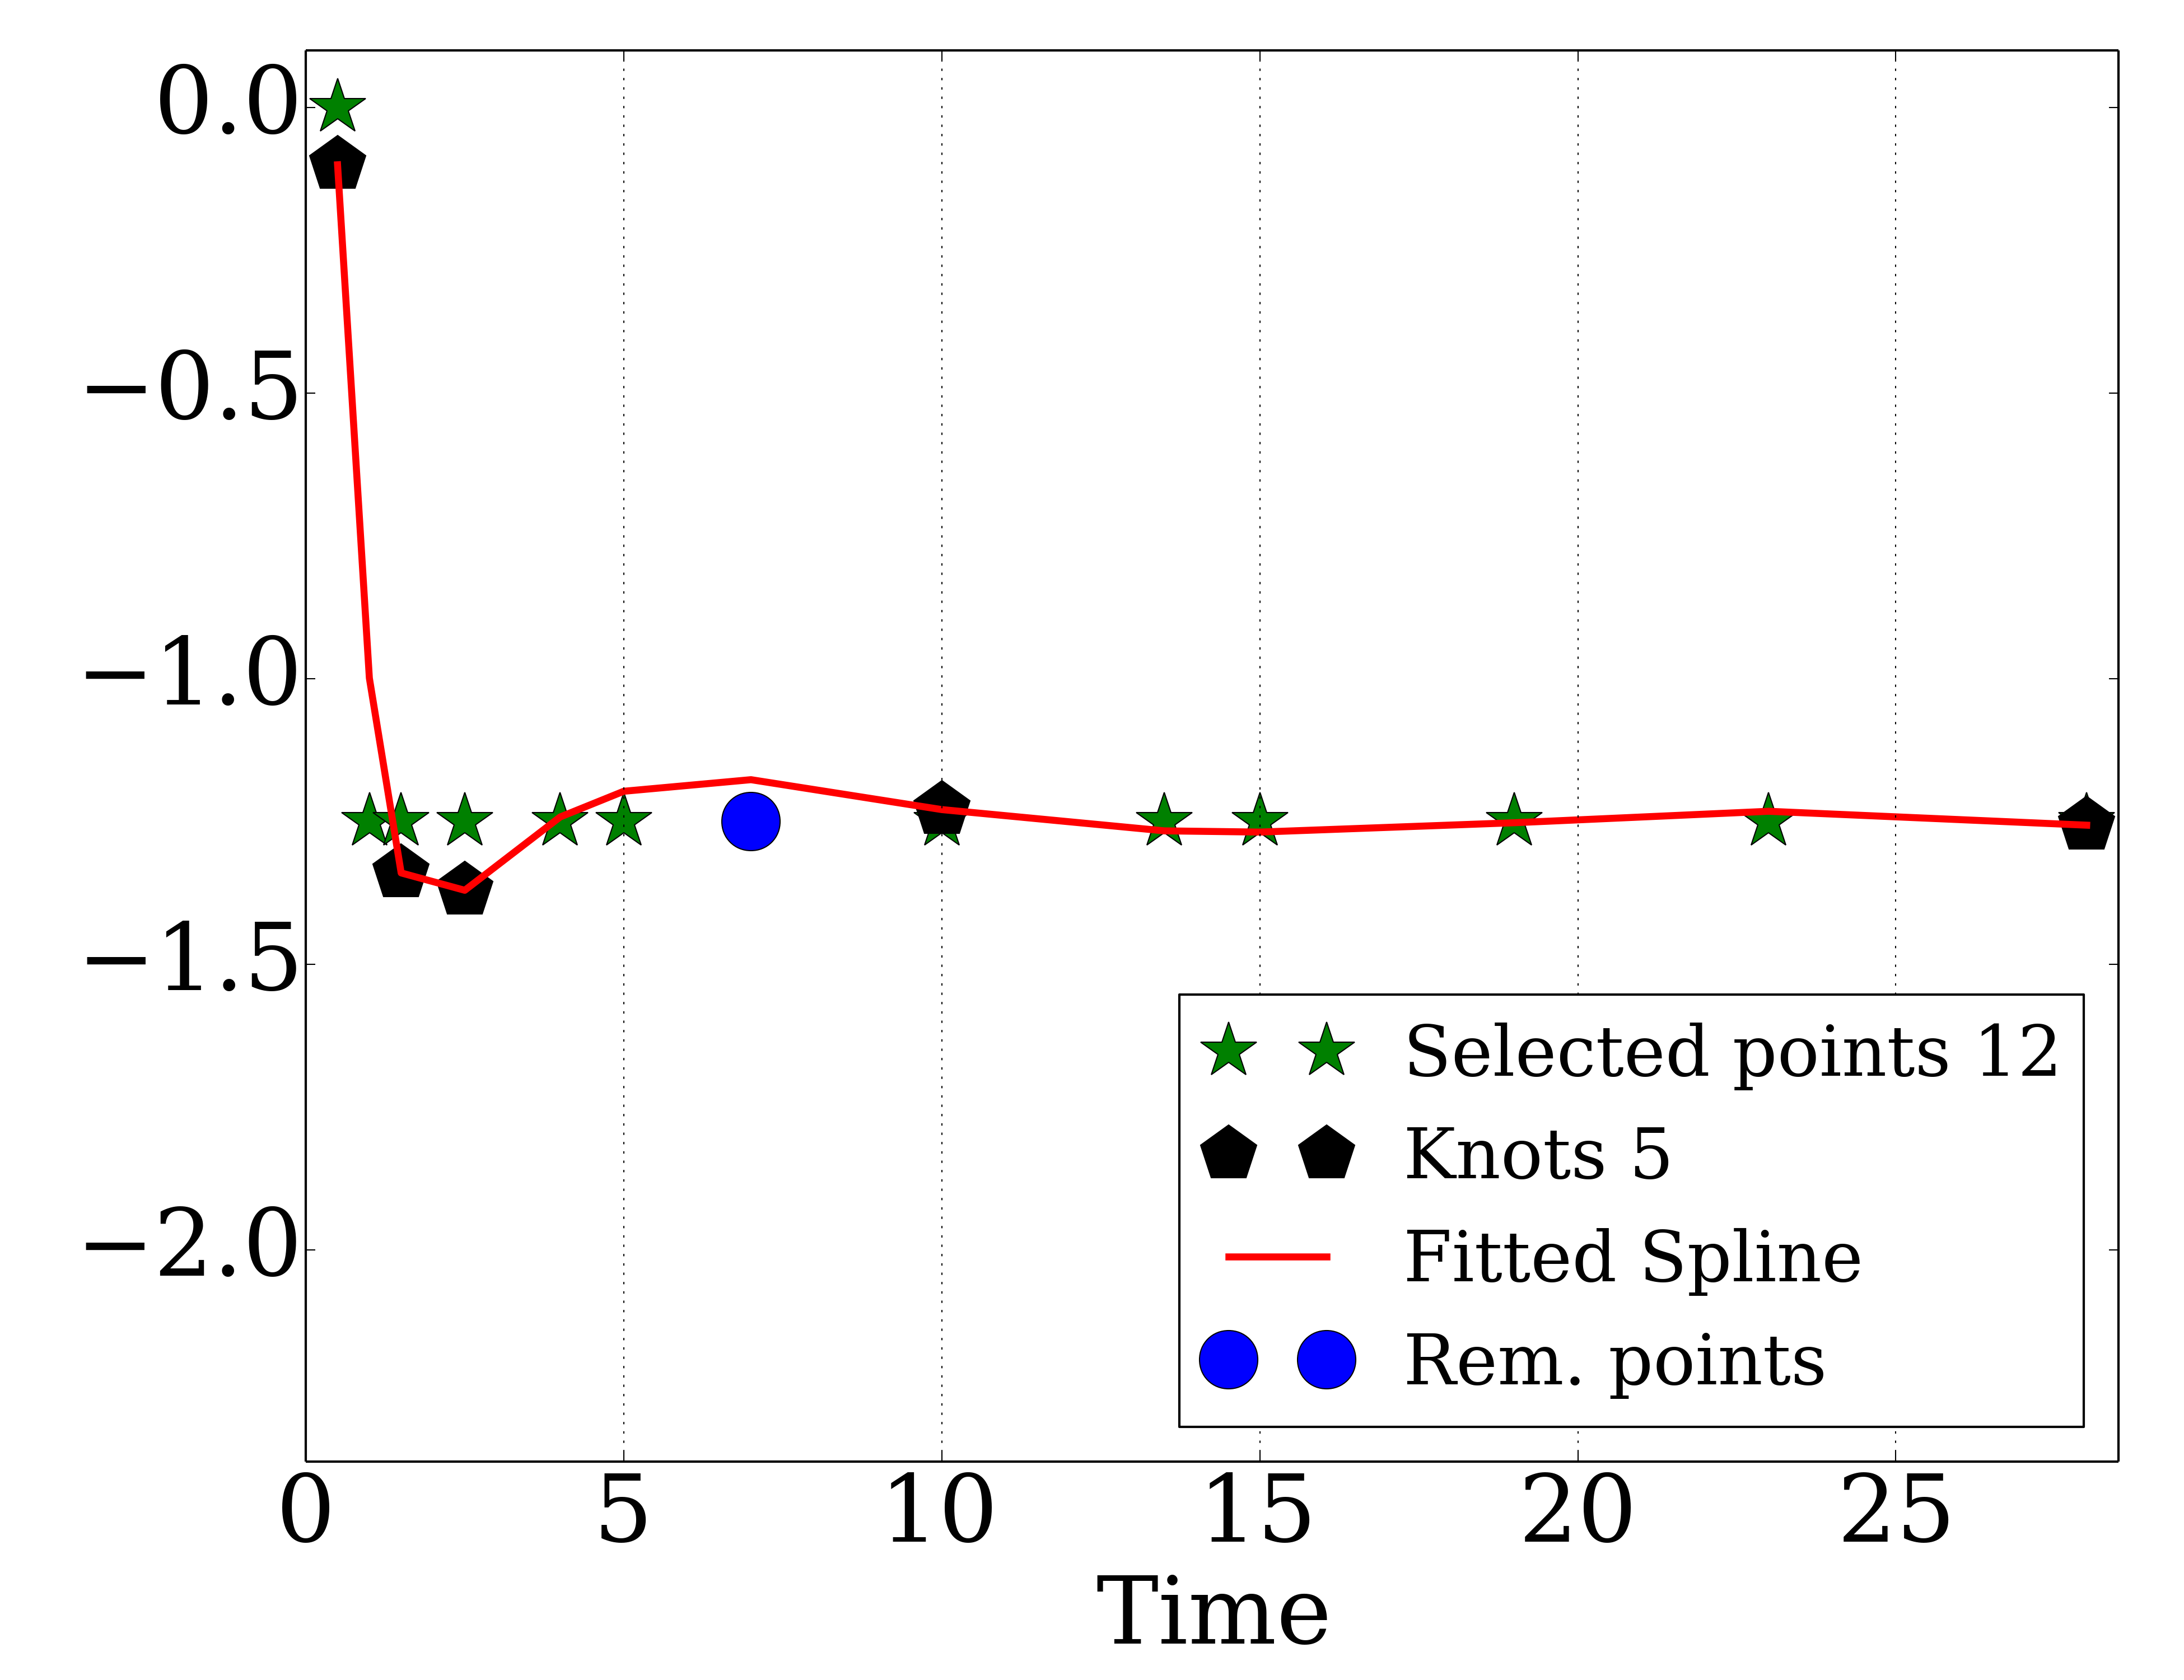 0.0
−0.5
−1.0
−1.5
−2.0
Selected points 12
Knots 5
Fitted Spline
Rem. points
0 5 10 15 20 25
Time